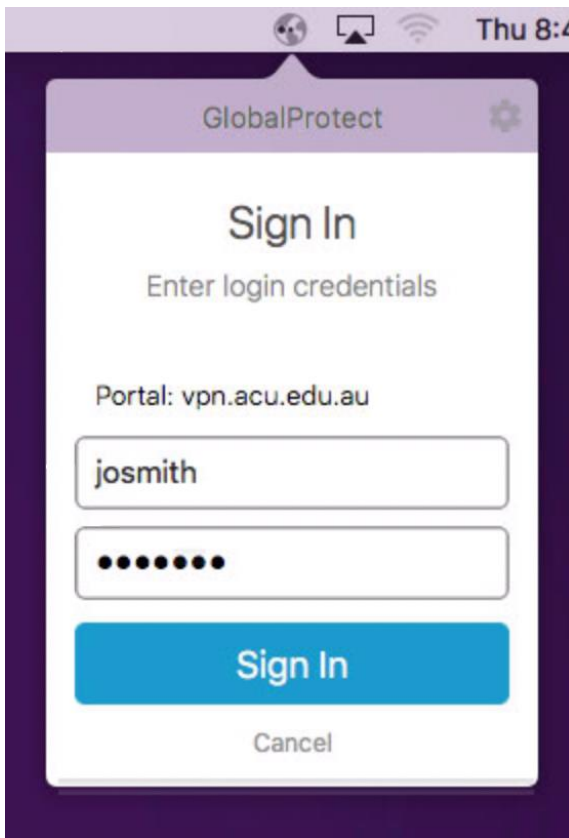 Thu 8:4
GlobalProtect
Sign In
Enter login credentials
Portal: vpn.acu.edu.au
josmith
•••••••
Sign In
Cancel